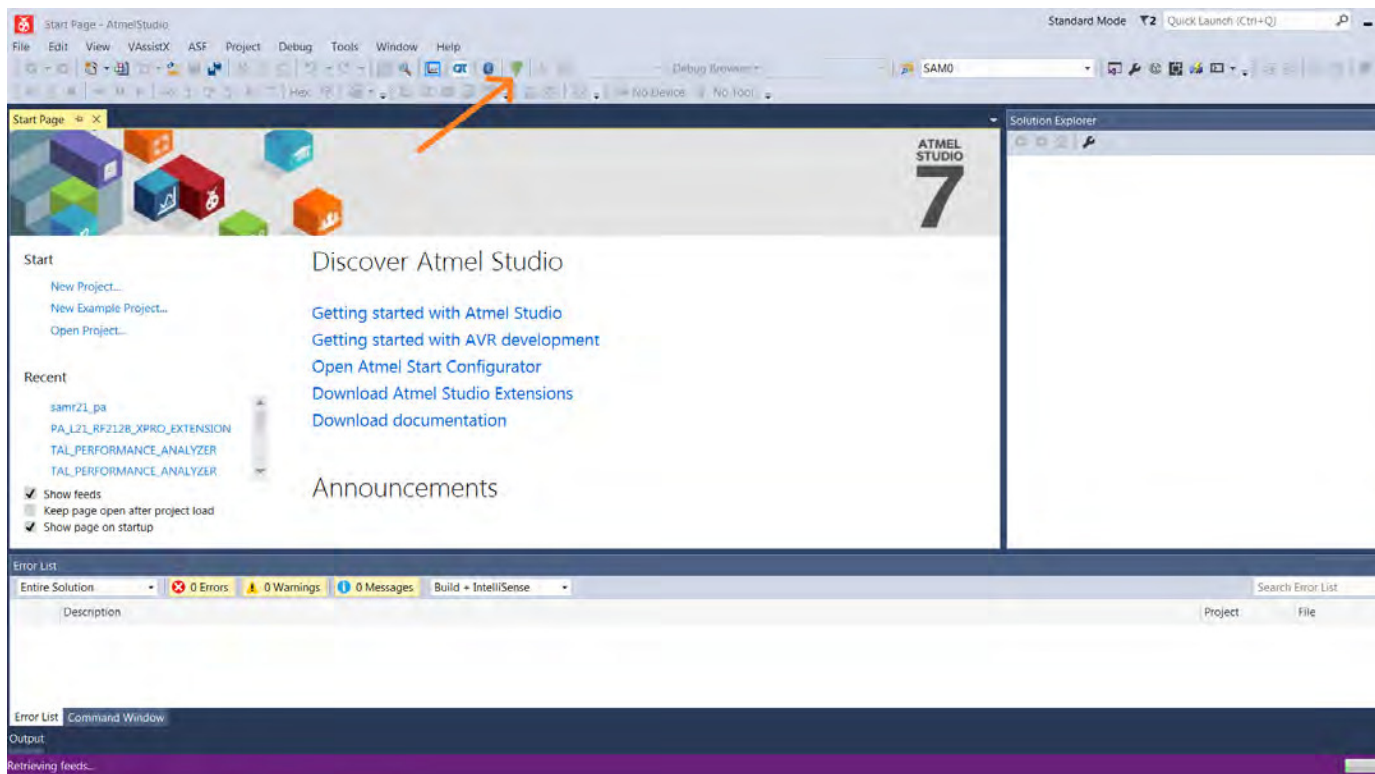 Start Page - AtmelStudio
Standard Mode 2 Quick Launch (Ctrl+Q)
File Edit View VAssistX ASF Project Debug Tools Window Help
Debug Browser
SAM0
Hex
No Device No Tool
Start Page
Solution Explorer
ATMEL
STUDIO
7
Start
Discover Atmel Studio
New Project...
New Example Project...
Open Project...
Getting started with Atmel Studio
Getting started with AVR development
Open Atmel Start Configurator
Download Atmel Studio Extensions
Download documentation
Recent
samr21_pa
PA_L21_RF212B_XPRO_EXTENSION
TAL_PERFORMANCE_ANALYZER
TAL_PERFORMANCE_ANALYZER
Announcements
Show feeds
Keep page open after project load
Show page on startup
Error List
Entire Solution 0 Errors 0 Warnings 0 Messages Build + IntelliSense Search Error List
Description Project File
Error List Command Window
Output
Retrieving feeds...